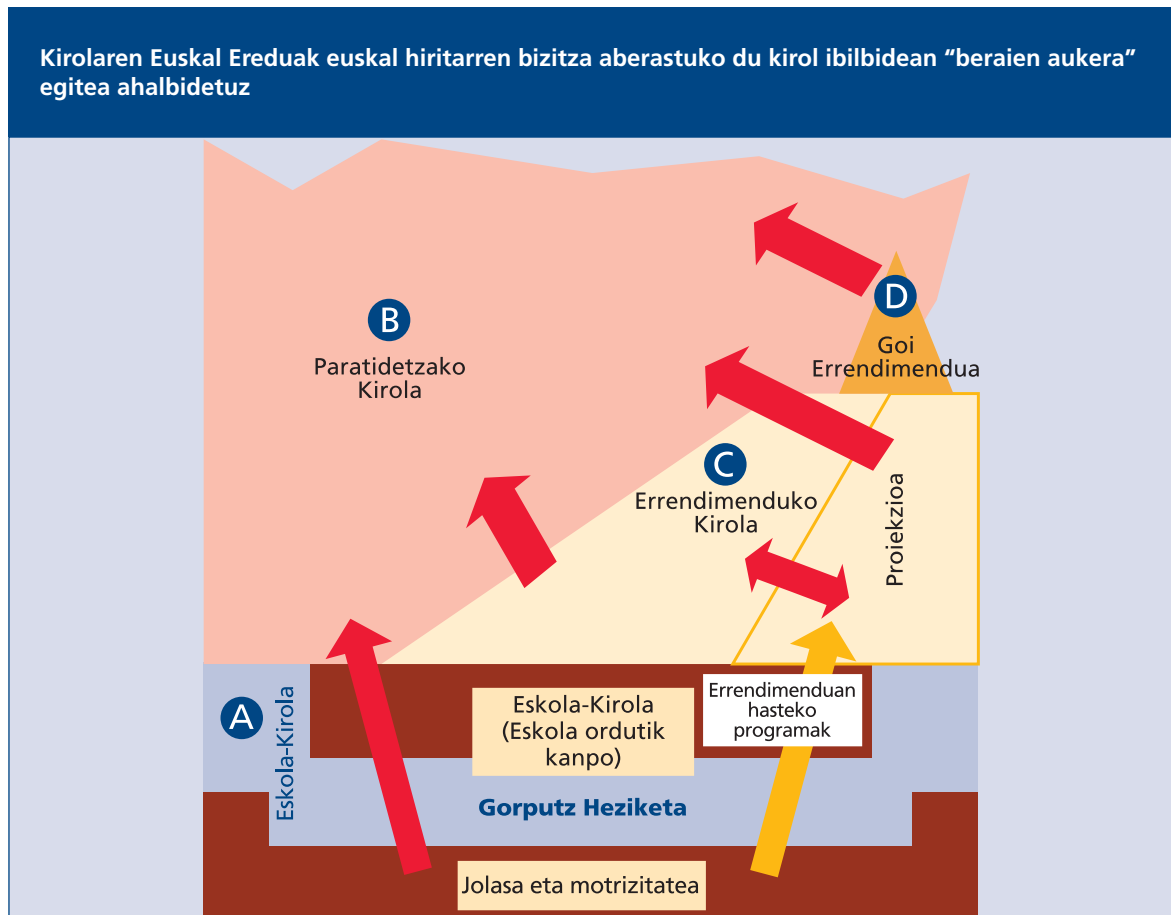 Kirolaren Euskal Ereduak euskal hiritarren bizitza aberastuko du kirol ibilbidean “beraien aukera”
egitea ahalbidetuz
D
Goi
Errendimendua
B
Paratidetzako
Kirola
C
Errendimenduko
Kirola
Proiekzioa
A
Eskola-Kirola
Eskola-Kirola
(Eskola ordutik
kanpo)
Errendimenduan
hasteko
programak
Gorputz Heziketa
Jolasa eta motrizitatea